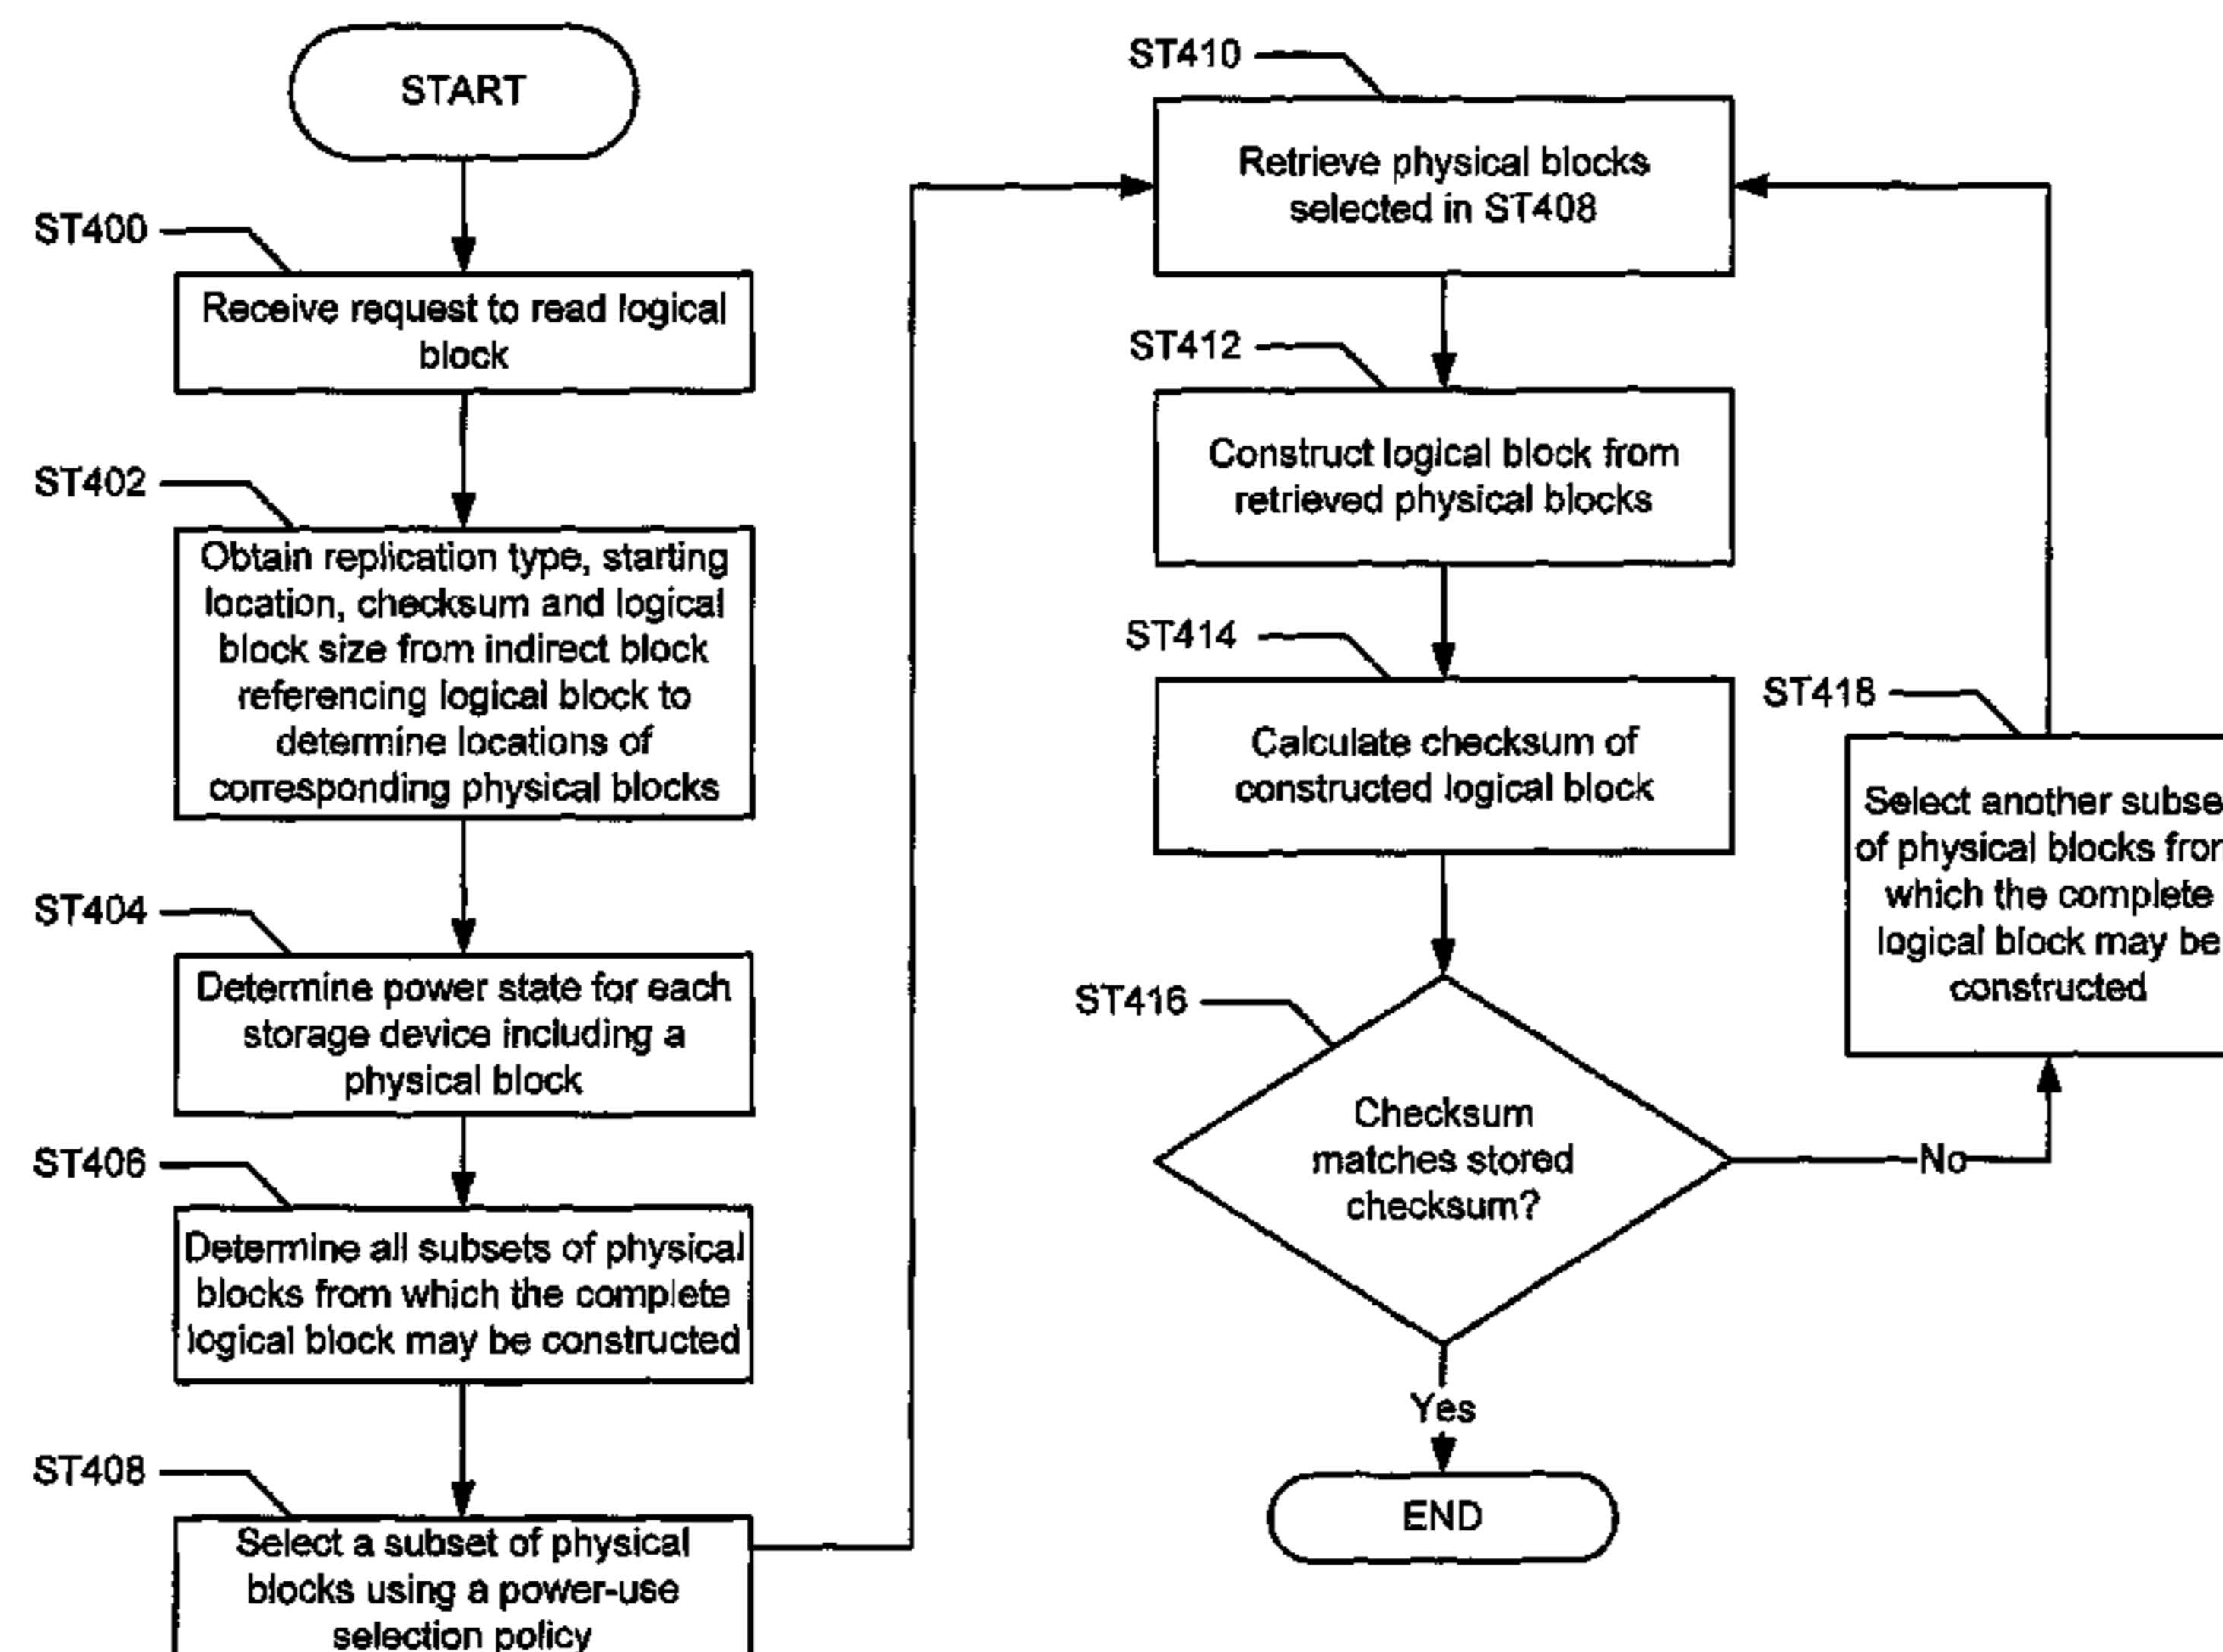 START
ST400
Receive request to read logical
block
ST402
Obtain replication type, starting
location, checksum and logical
block size from indirect block
referencing logical block to
determine locations of
corresponding physical blocks
ST404
Determine power state for each
storage device including a
physical block
ST406
Determine all subsets of physical
blocks from which the complete
logical block may be constructed
ST408
Select a subset of physical
blocks using a power-use
selection policy
ST410
Retrieve physical blocks
selected in ST408
ST412
Construct logical block from
retrieved physical blocks
ST414
Calculate checksum of
constructed logical block
ST416
Checksum
matches stored
checksum?
No
Yes
END
ST418
Select another
of physical blocks
which the complete
logical block may be
constructed